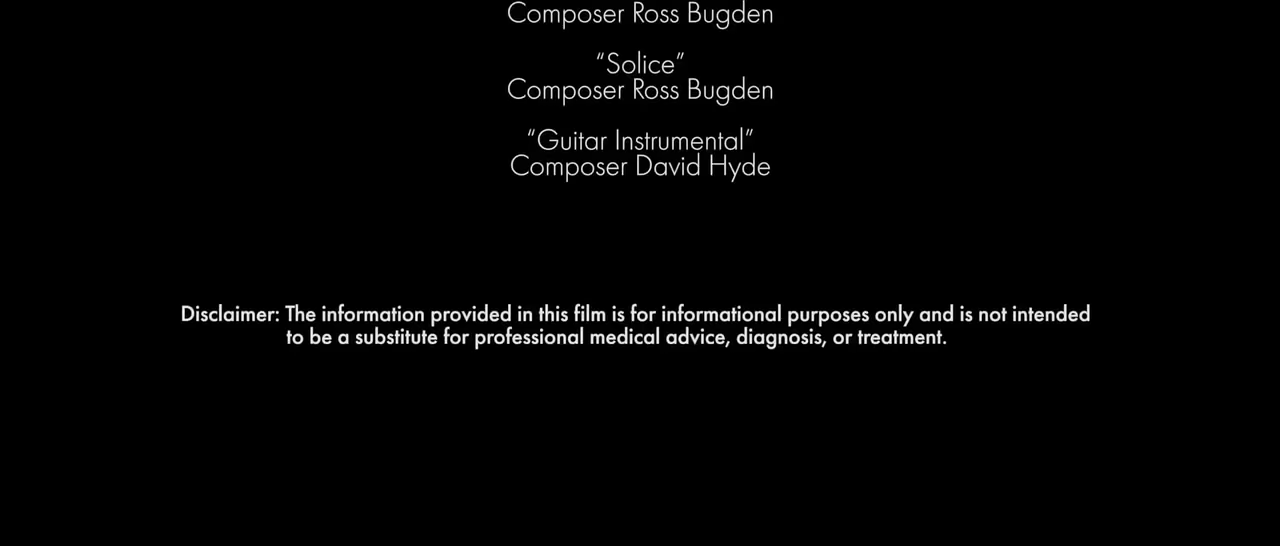 Composer Ross Bugden
“Solice”
Composer Ross Bugden
“Guitar Instrumental”
Composer David Hyde
Disclaimer: The information provided in this film is for informational purposes only and is not intended
to be a substitute for professional medical advice, diagnosis, or treatment.